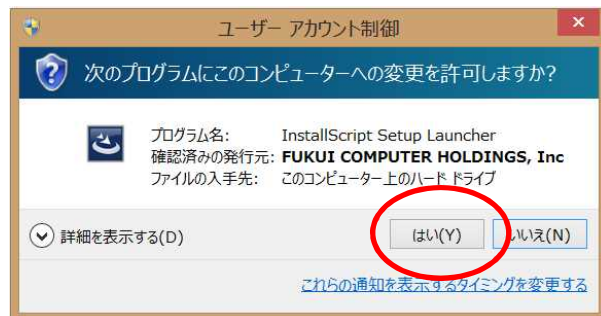 ユーザー アカウント制御
次のプログラムにこのコンピューターへの変更を許可しますか?
プログラム名: InstallScript Setup Launcher
確認済みの発行元: FUKUI COMPUTER HOLDINGS, Inc
ファイルの入手先: このコンピューター上のハード ドライブ
詳細を表示する(D) はい(Y) いいえ(N)
これらの通知を表示するタイミングを変更する